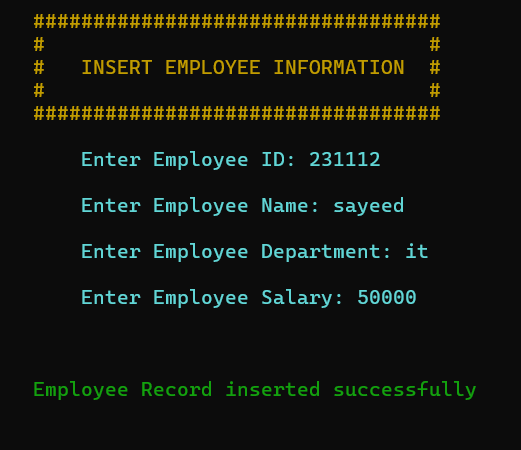 ##################################
#                                #
#   INSERT EMPLOYEE INFORMATION  #
#                                #
##################################
Enter Employee ID: 231112
Enter Employee Name: sayeed
Enter Employee Department: it
Enter Employee Salary: 50000
Employee Record inserted successfully